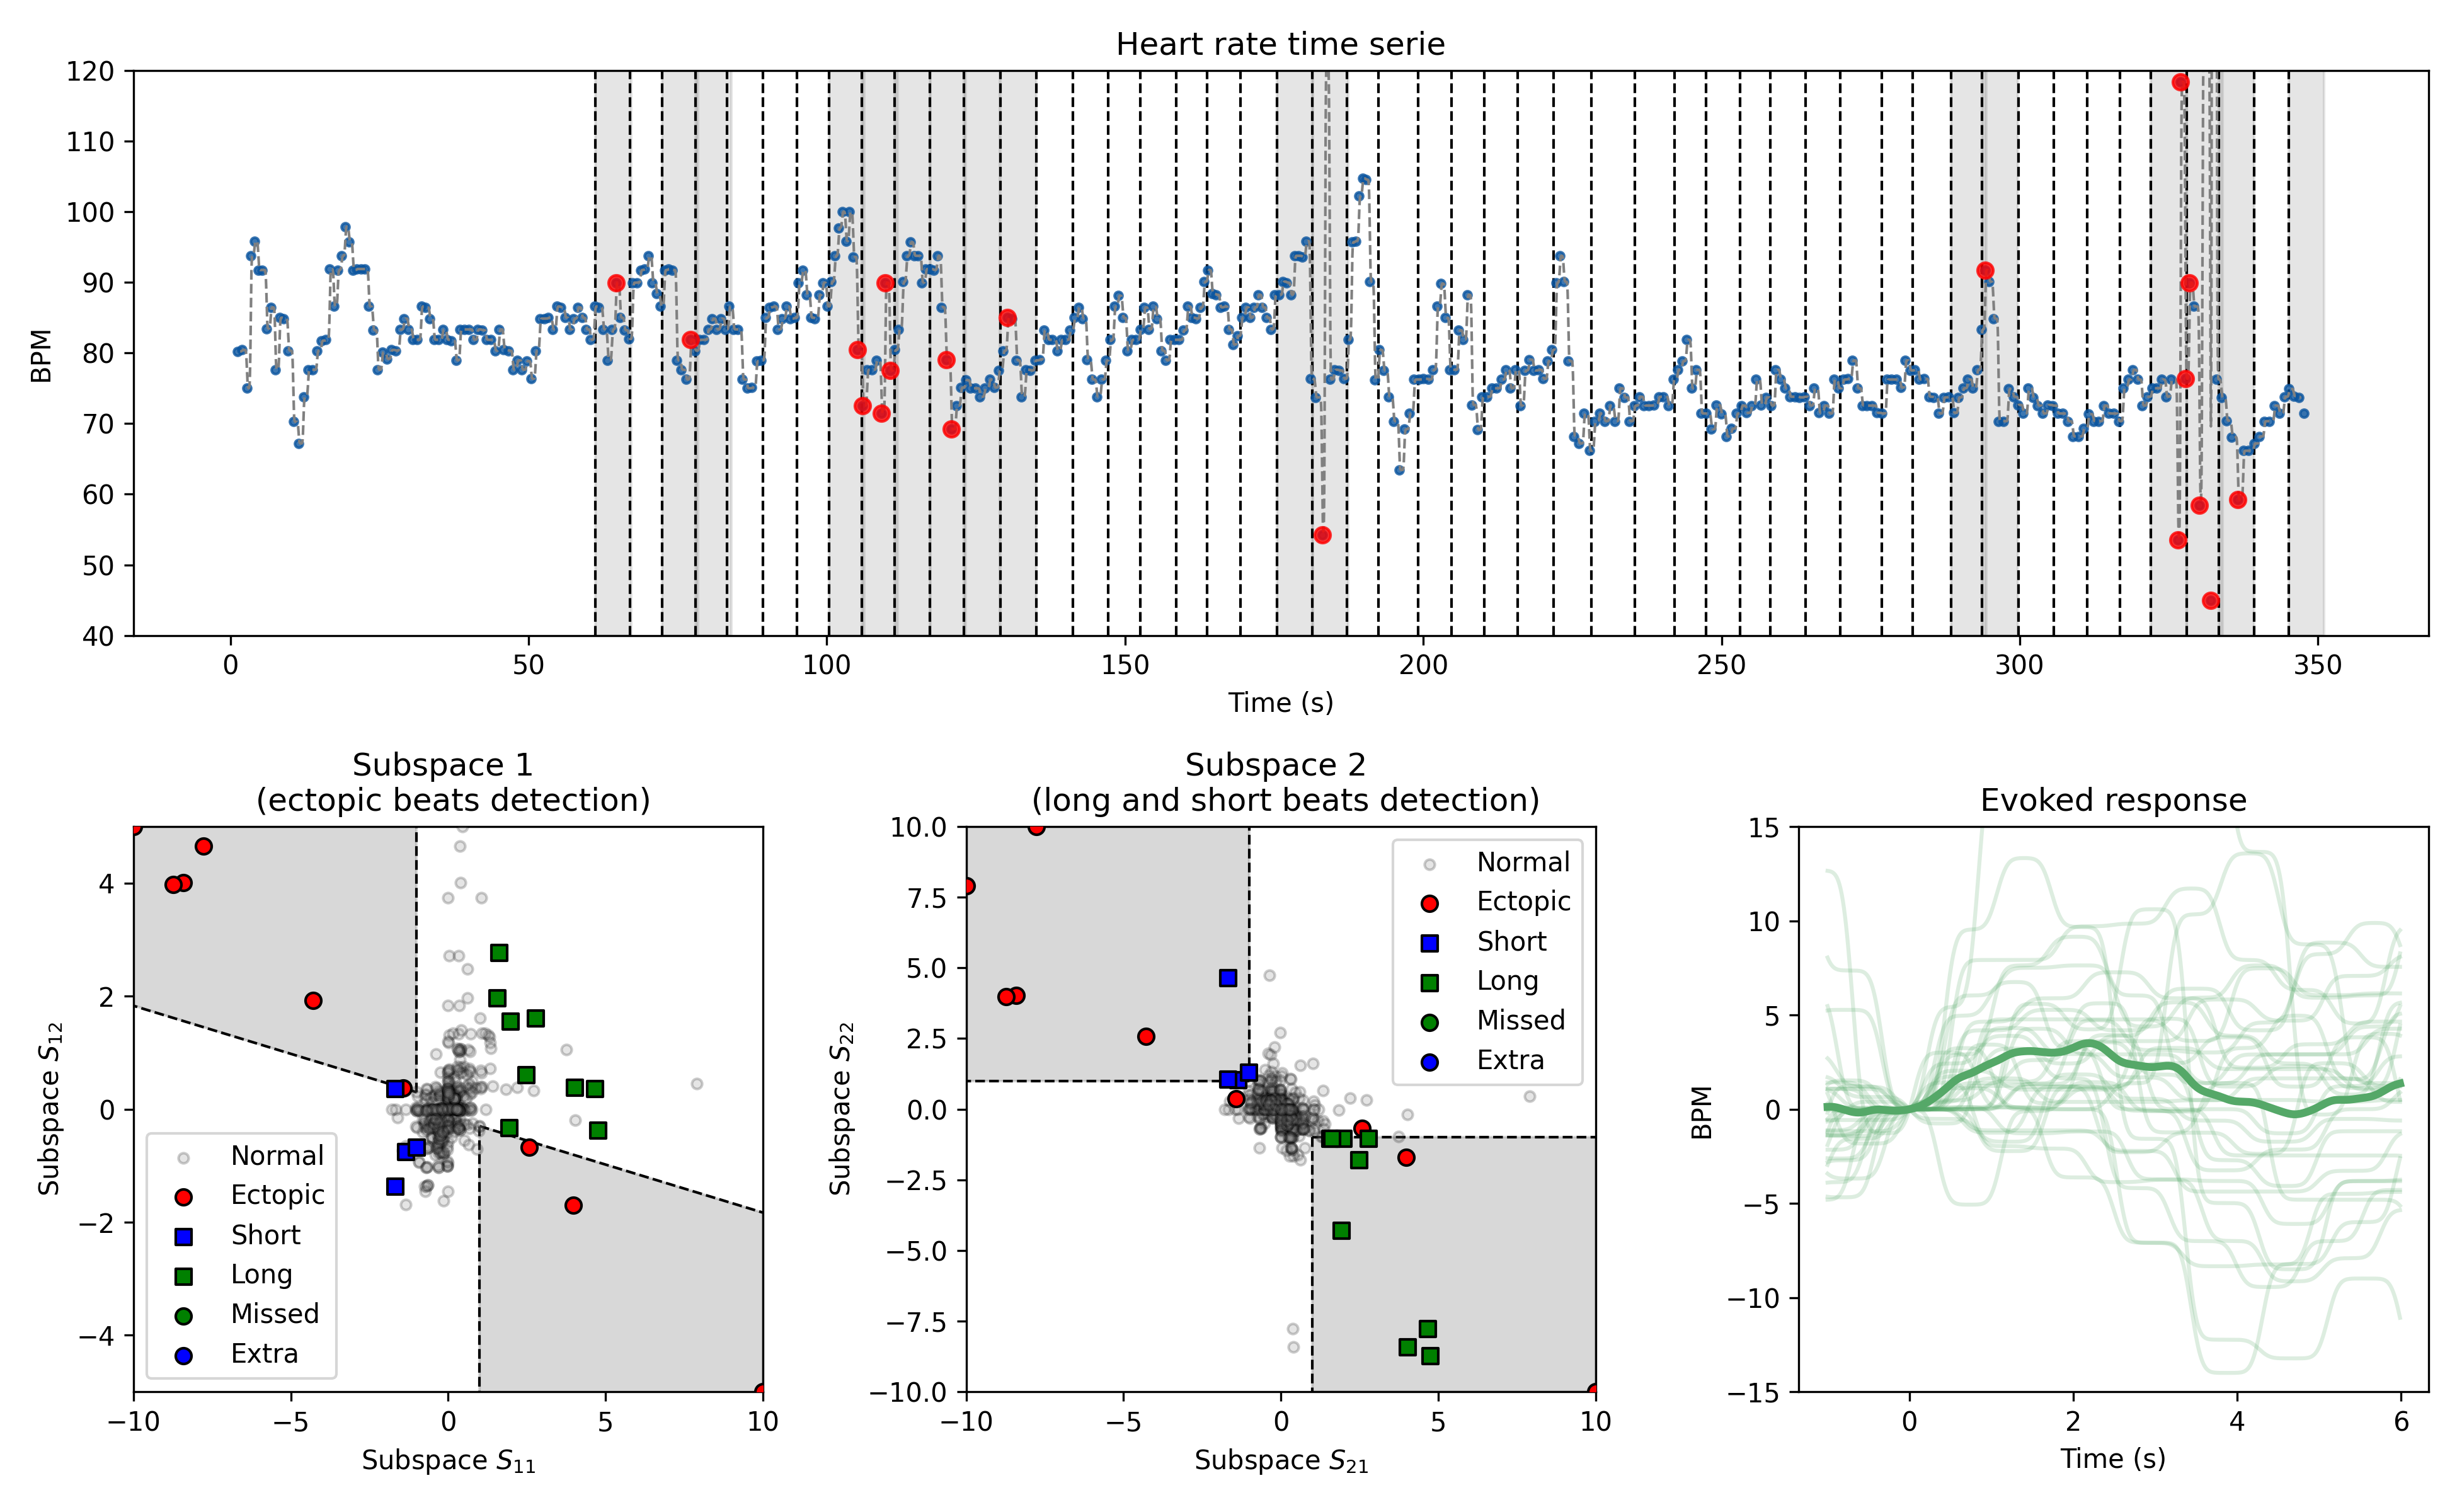 Heart rate time serie
120
110
100
90
80
70
60
50
40
BPM
0 50 100 150 200 250 300 350
Time (s)
Subspace 1
(ectopic beats detection)
4
2
0
−2
−4
Subspace S₁₂
Normal
Ectopic
Short
Long
Missed
Extra
−10 −5 0 5 10
Subspace S₁₁
Subspace 2
(long and short beats detection)
10.0
7.5
5.0
2.5
0.0
−2.5
−5.0
−7.5
−10.0
Subspace S₂₂
Normal
Ectopic
Short
Long
Missed
Extra
−10 −5 0 5 10
Subspace S₂₁
Evoked response
15
10
5
0
−5
−10
−15
BPM
0 2 4 6
Time (s)